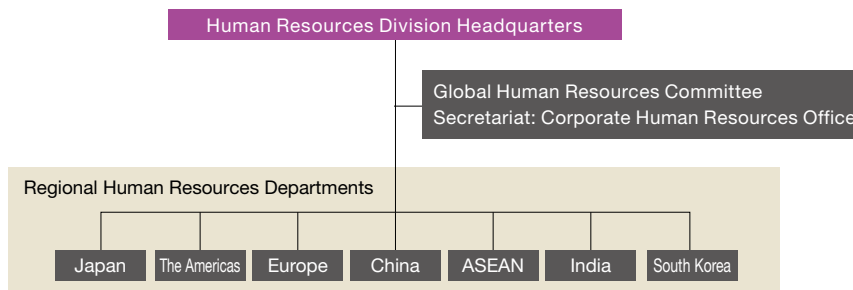 Human Resources Division Headquarters
Global Human Resources Committee
Secretariat: Corporate Human Resources Office
Regional Human Resources Departments
Japan
The Americas
Europe
China
ASEAN
India
South Korea